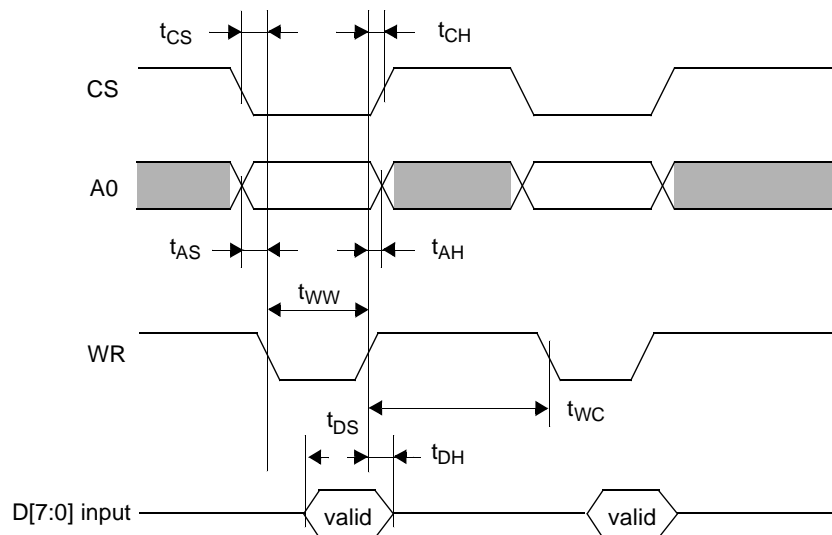 tCS
tCH
CS
A0
tAS
tAH
tWW
WR
tWC
tDS
tDH
D[7:0] input
valid
valid